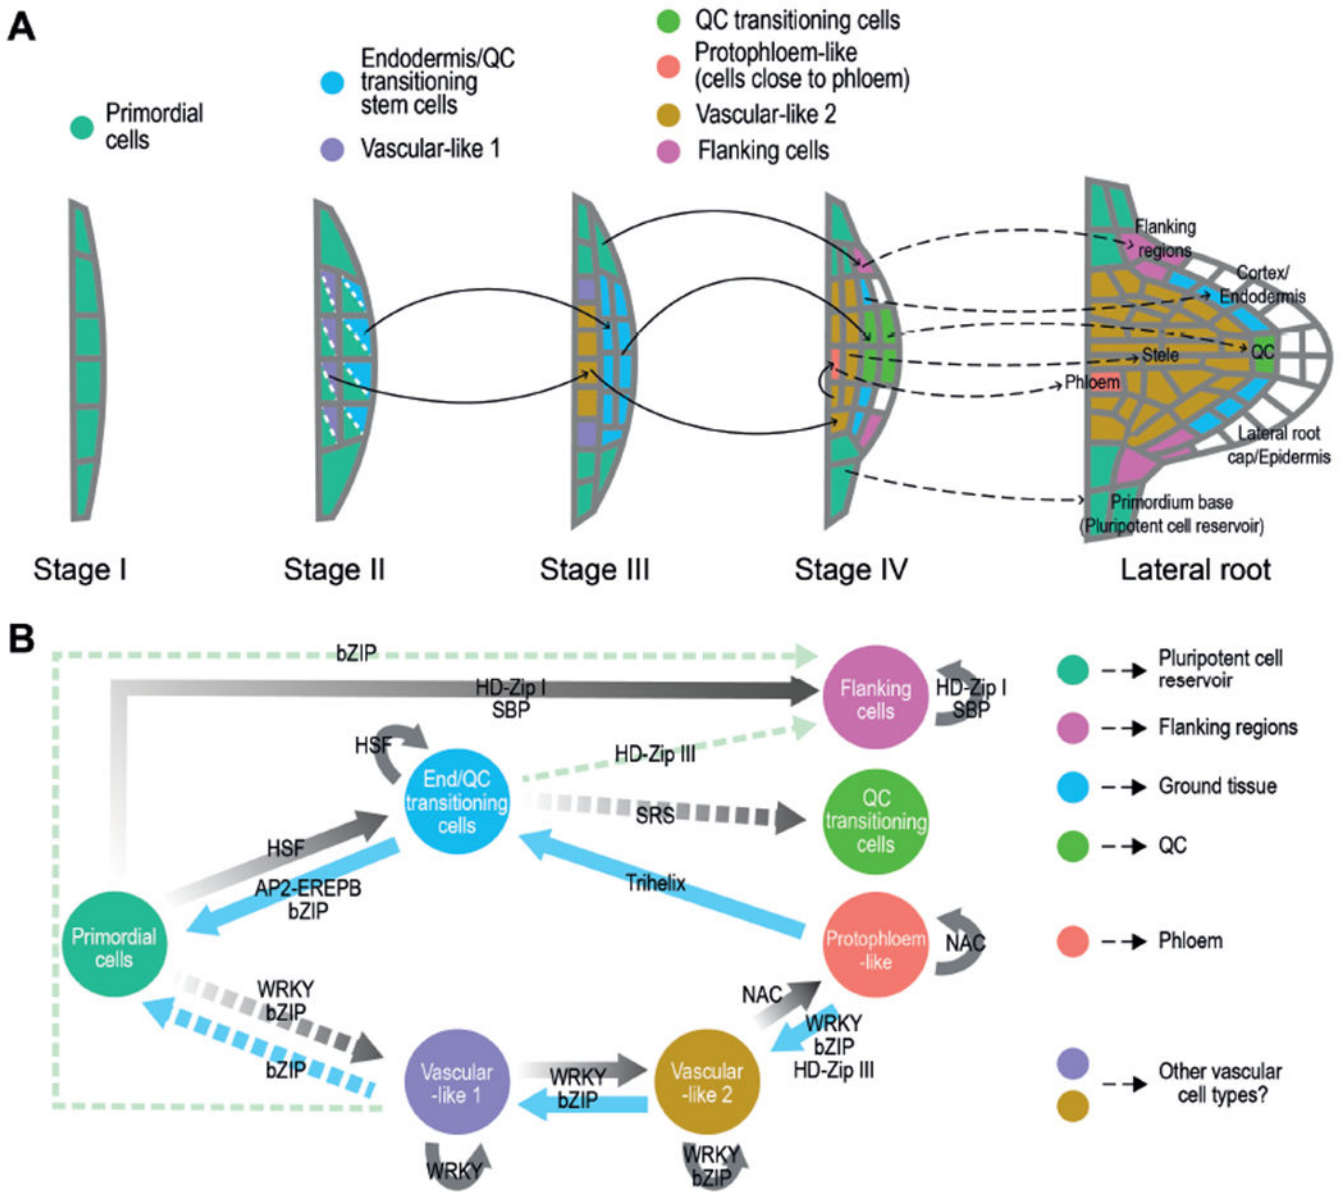 A
Primordial
cells
Endodermis/QC
transitioning
stem cells
Vascular-like 1
QC transitioning cells
Protophloem-like
(cells close to phloem)
Vascular-like 2
Flanking cells
Flanking
regions
Cortex/
Endodermis
QC
Stele
Phloem
Lateral root
cap/Epidermis
Primordium base
(Pluripotent cell reservoir)
Stage I
Stage II
Stage III
Stage IV
Lateral root
B
bZIP
HD-Zip I
SBP
Flanking
cells
HD-Zip I
SBP
HSF
End/QC
transitioning
cells
HD-Zip III
SRS
QC
transitioning
cells
HSF
AP2-EREPB
bZIP
Trihelix
Primordial
cells
Protophloem
-like
NAC
WRKY
bZIP
bZIP
NAC
WRKY
bZIP
HD-Zip III
Vascular
-like 1
WRKY
bZIP
Vascular
-like 2
WRKY
WRKY
bZIP
Pluripotent cell
reservoir
Flanking regions
Ground tissue
QC
Phloem
Other vascular
cell types?